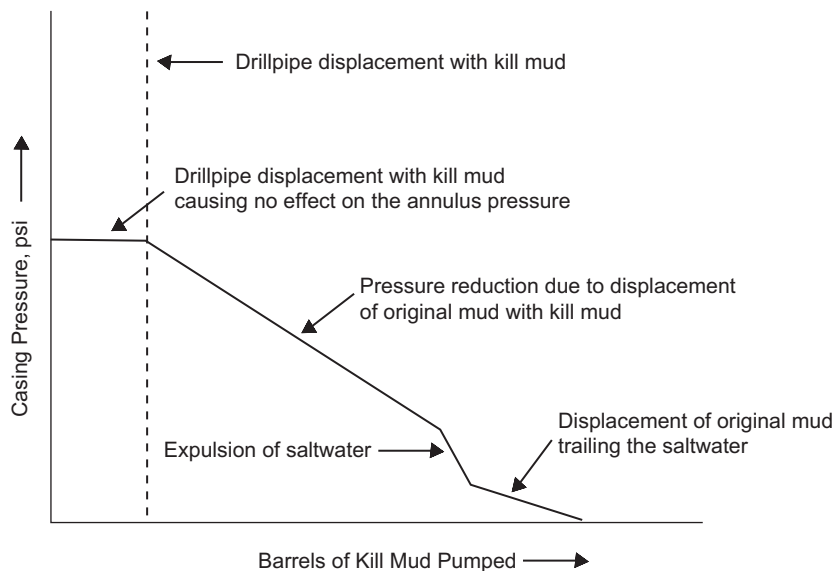 Drillpipe displacement with kill mud
Drillpipe displacement with kill mud
causing no effect on the annulus pressure
Casing Pressure, psi
Pressure reduction due to displacement
of original mud with kill mud
Displacement of original mud
trailing the saltwater
Expulsion of saltwater
Barrels of Kill Mud Pumped